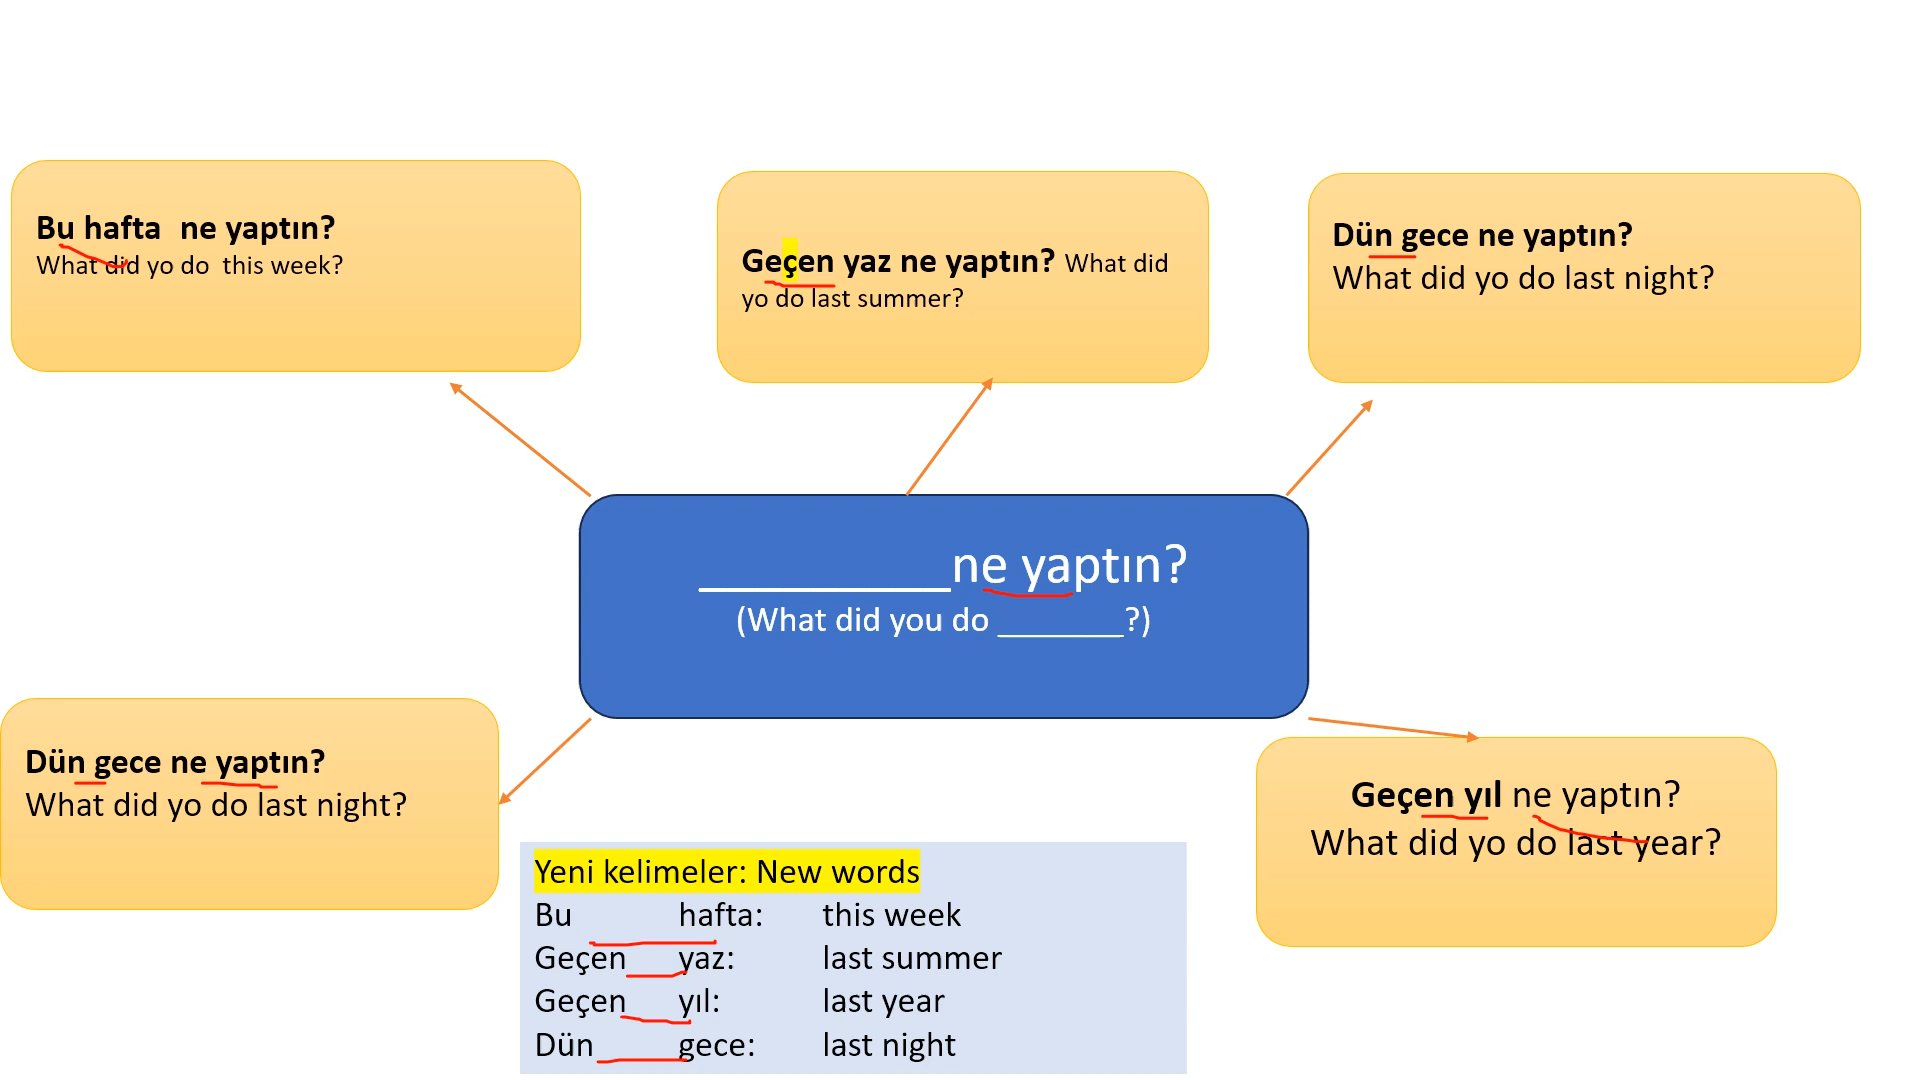 Bu hafta ne yaptın?
What did yo do this week?
Geçen yaz ne yaptın? What did
yo do last summer?
Dün gece ne yaptın?
What did yo do last night?
____________ne yaptın?
(What did you do _______?)
Dün gece ne yaptın?
What did yo do last night?
Geçen yıl ne yaptın?
What did yo do last year?
Yeni kelimeler: New words
Bu hafta: this week
Geçen yaz: last summer
Geçen yıl: last year
Dün gece: last night